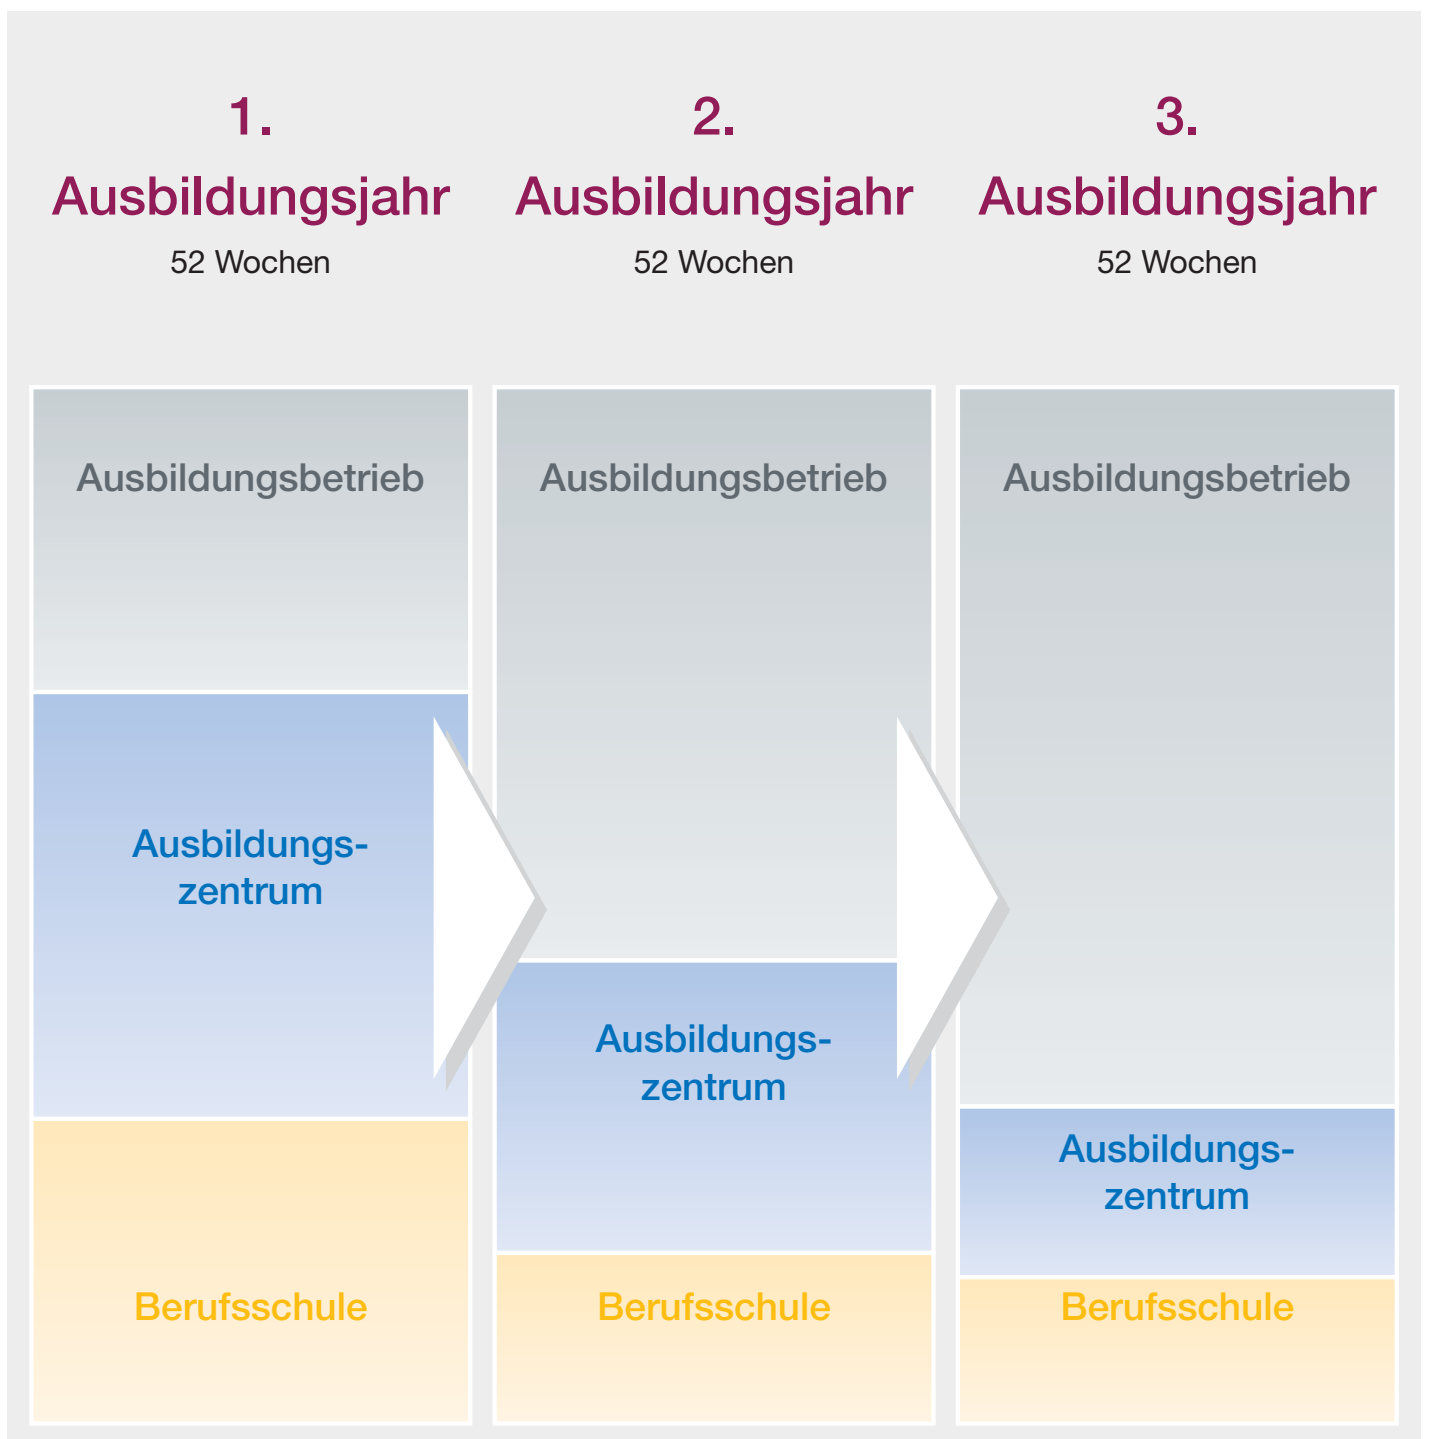 1.
Ausbildungsjahr
52 Wochen
Ausbildungsbetrieb
Ausbildungs-
zentrum
Berufsschule
2.
Ausbildungsjahr
52 Wochen
Ausbildungsbetrieb
Ausbildungs-
zentrum
Berufsschule
3.
Ausbildungsjahr
52 Wochen
Ausbildungsbetrieb
Ausbildungs-
zentrum
Berufsschule